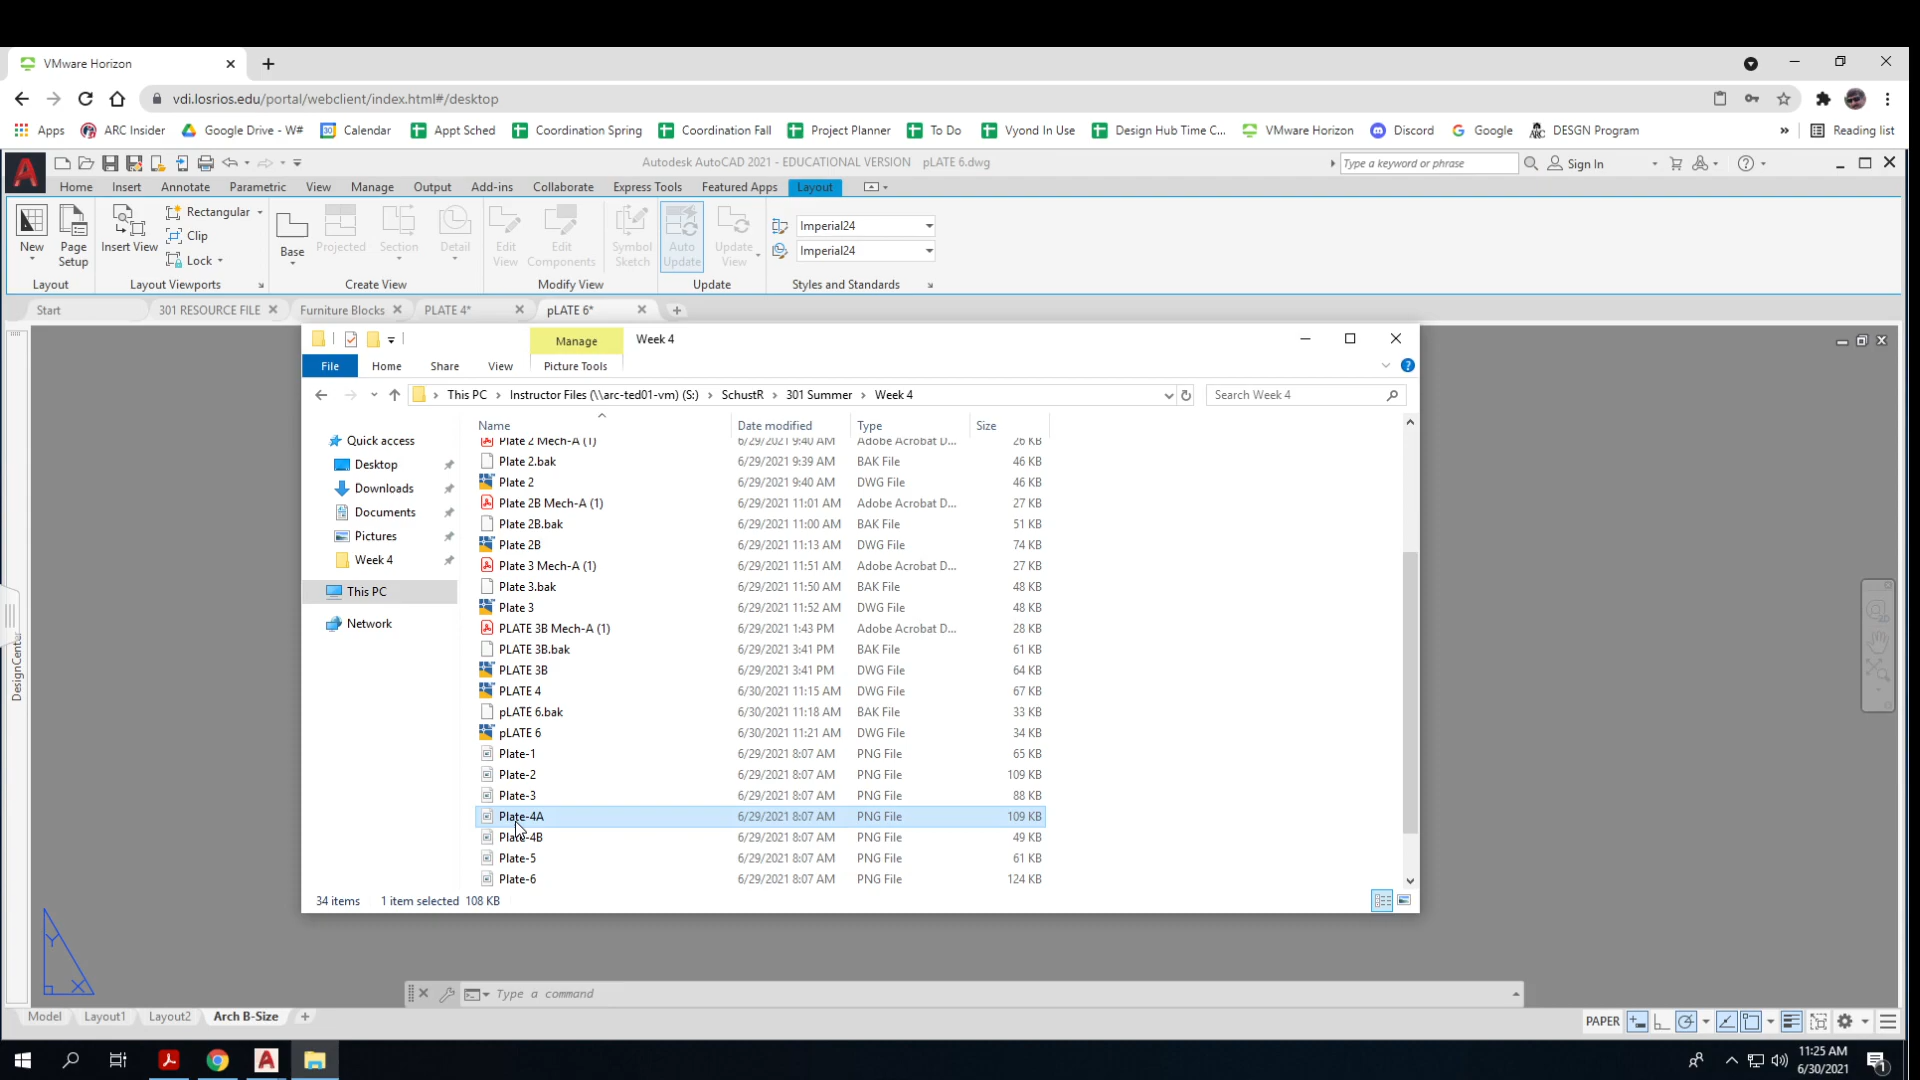 VMware Horizon
vdi.losrios.edu/portal/webclient/index.html#/desktop
Apps ARC Insider Google Drive - W# Calendar Appt Sched Coordination Spring Coordination Fall Project Planner To Do Vyond In Use Design Hub Time C... VMware Horizon Discord Google DESGN Program » Reading list
Autodesk AutoCAD 2021 - EDUCATIONAL VERSION pLATE 6.dwg Type a keyword or phrase Sign In
Home Insert Annotate Parametric View Manage Output Add-ins Collaborate Express Tools Featured Apps Layout
New Page Setup Insert View Rectangular Clip Lock Base Projected Section Detail Edit View Edit Components Symbol Sketch Auto Update Update View Imperial24 Imperial24
Layout Layout Viewports Create View Modify View Update Styles and Standards
Start 301 RESOURCE FILE Furniture Blocks PLATE 4* pLATE 6*
Manage Week 4
File Home Share View Picture Tools
This PC Instructor Files (\\arc-ted01-vm) (S:) SchustR 301 Summer Week 4 Search Week 4
Name Date modified Type Size
Quick access
Desktop
Downloads
Documents
Pictures
Week 4
This PC
Network
Plate 2 Mech-A (1) 6/29/2021 9:40 AM Adobe Acrobat D... 26 KB
Plate 2.bak 6/29/2021 9:39 AM BAK File 46 KB
Plate 2 6/29/2021 9:40 AM DWG File 46 KB
Plate 2B Mech-A (1) 6/29/2021 11:01 AM Adobe Acrobat D... 27 KB
Plate 2B.bak 6/29/2021 11:00 AM BAK File 51 KB
Plate 2B 6/29/2021 11:13 AM DWG File 74 KB
Plate 3 Mech-A (1) 6/29/2021 11:51 AM Adobe Acrobat D... 27 KB
Plate 3.bak 6/29/2021 11:50 AM BAK File 48 KB
Plate 3 6/29/2021 11:52 AM DWG File 48 KB
PLATE 3B Mech-A (1) 6/29/2021 1:43 PM Adobe Acrobat D... 28 KB
PLATE 3B.bak 6/29/2021 3:41 PM BAK File 61 KB
PLATE 3B 6/29/2021 3:41 PM DWG File 64 KB
PLATE 4 6/30/2021 11:15 AM DWG File 67 KB
pLATE 6.bak 6/30/2021 11:18 AM BAK File 33 KB
pLATE 6 6/30/2021 11:21 AM DWG File 34 KB
Plate-1 6/29/2021 8:07 AM PNG File 65 KB
Plate-2 6/29/2021 8:07 AM PNG File 109 KB
Plate-3 6/29/2021 8:07 AM PNG File 88 KB
Plate-4A 6/29/2021 8:07 AM PNG File 109 KB
Plate-4B 6/29/2021 8:07 AM PNG File 49 KB
Plate-5 6/29/2021 8:07 AM PNG File 61 KB
Plate-6 6/29/2021 8:07 AM PNG File 124 KB
34 items 1 item selected 108 KB
DesignCenter
Y
X
Type a command
Model Layout1 Layout2 Arch B-Size + PAPER
11:25 AM
6/30/2021
1